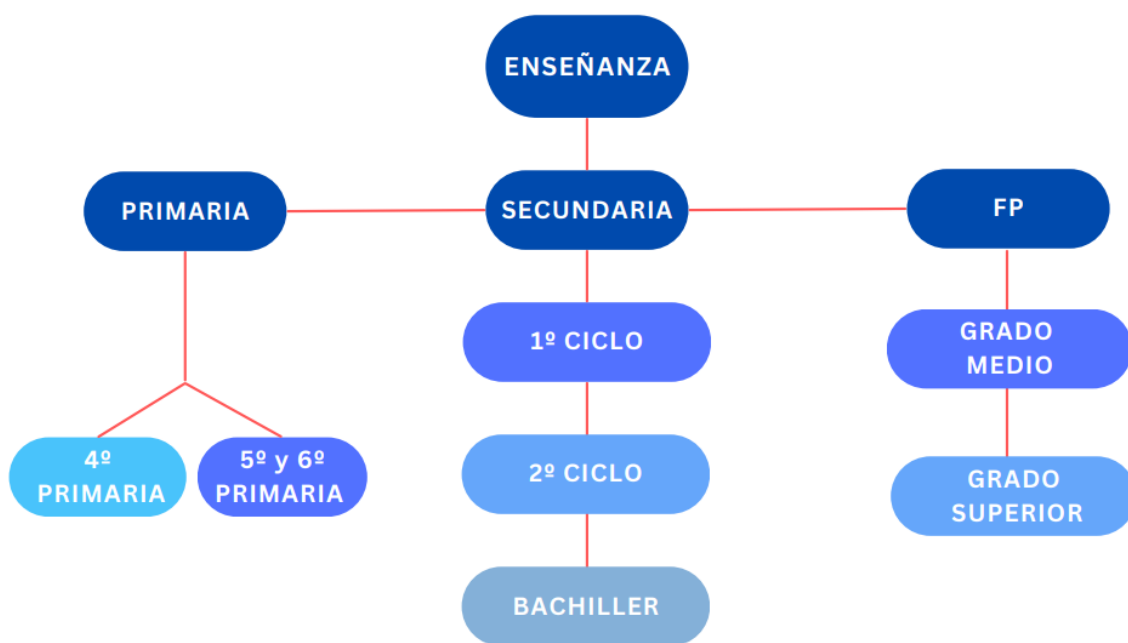 ENSEÑANZA
PRIMARIA
SECUNDARIA
FP
1º CICLO
GRADO
MEDIO
4º
PRIMARIA
5º y 6º
PRIMARIA
2º CICLO
GRADO
SUPERIOR
BACHILLER